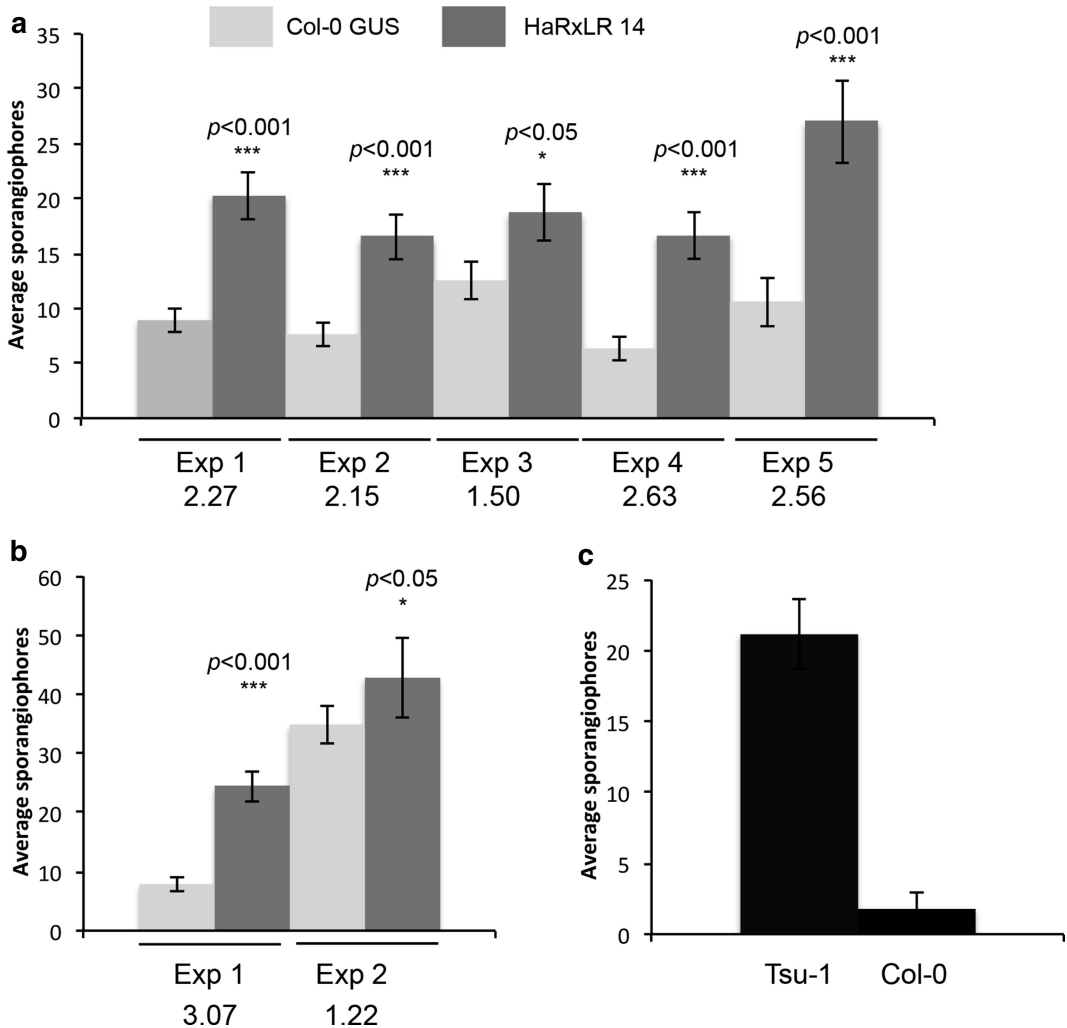 a
Col-0 GUS
HaRxLR 14
Average sporangiophores
35
30
25
20
15
10
5
0
p<0.001
***
p<0.001
***
p<0.05
*
p<0.001
***
p<0.001
***
Exp 1
Exp 2
Exp 3
Exp 4
Exp 5
2.27
2.15
1.50
2.63
2.56
b
Average sporangiophores
60
50
40
30
20
10
0
p<0.001
***
p<0.05
*
Exp 1
Exp 2
3.07
1.22
c
Average sporangiophores
25
20
15
10
5
0
Tsu-1
Col-0